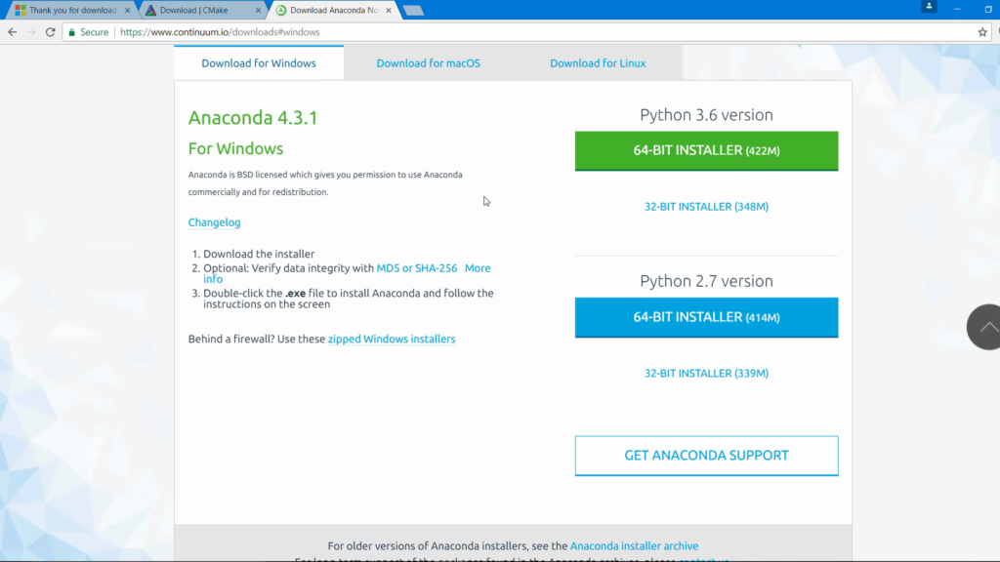 Thank you for download
Download | CMake
Download Anaconda No
Secure
https://www.continuum.io/downloads#windows
Download for Windows
Download for macOS
Download for Linux
Anaconda 4.3.1
For Windows
Anaconda is BSD licensed which gives you permission to use Anaconda
commercially and for redistribution.
Changelog
1. Download the installer
2. Optional: Verify data integrity with MD5 or SHA-256 More
info
3. Double-click the .exe file to install Anaconda and follow the
instructions on the screen
Behind a firewall? Use these zipped Windows installers
Python 3.6 version
64-BIT INSTALLER (422M)
32-BIT INSTALLER (348M)
Python 2.7 version
64-BIT INSTALLER (414M)
32-BIT INSTALLER (339M)
GET ANACONDA SUPPORT
For older versions of Anaconda installers, see the Anaconda installer archive